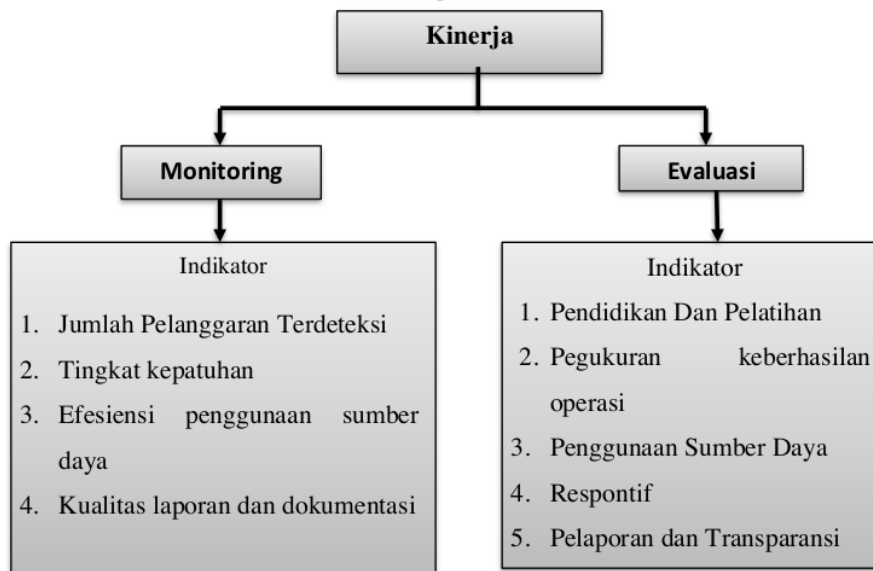 Kinerja
Monitoring
Evaluasi
Indikator
1. Jumlah Pelanggaran Terdeteksi
2. Tingkat kepatuhan
3. Efesiensi penggunaan sumber
daya
4. Kualitas laporan dan dokumentasi
Indikator
1. Pendidikan Dan Pelatihan
2. Pegukuran keberhasilan
operasi
3. Penggunaan Sumber Daya
4. Respontif
5. Pelaporan dan Transparansi